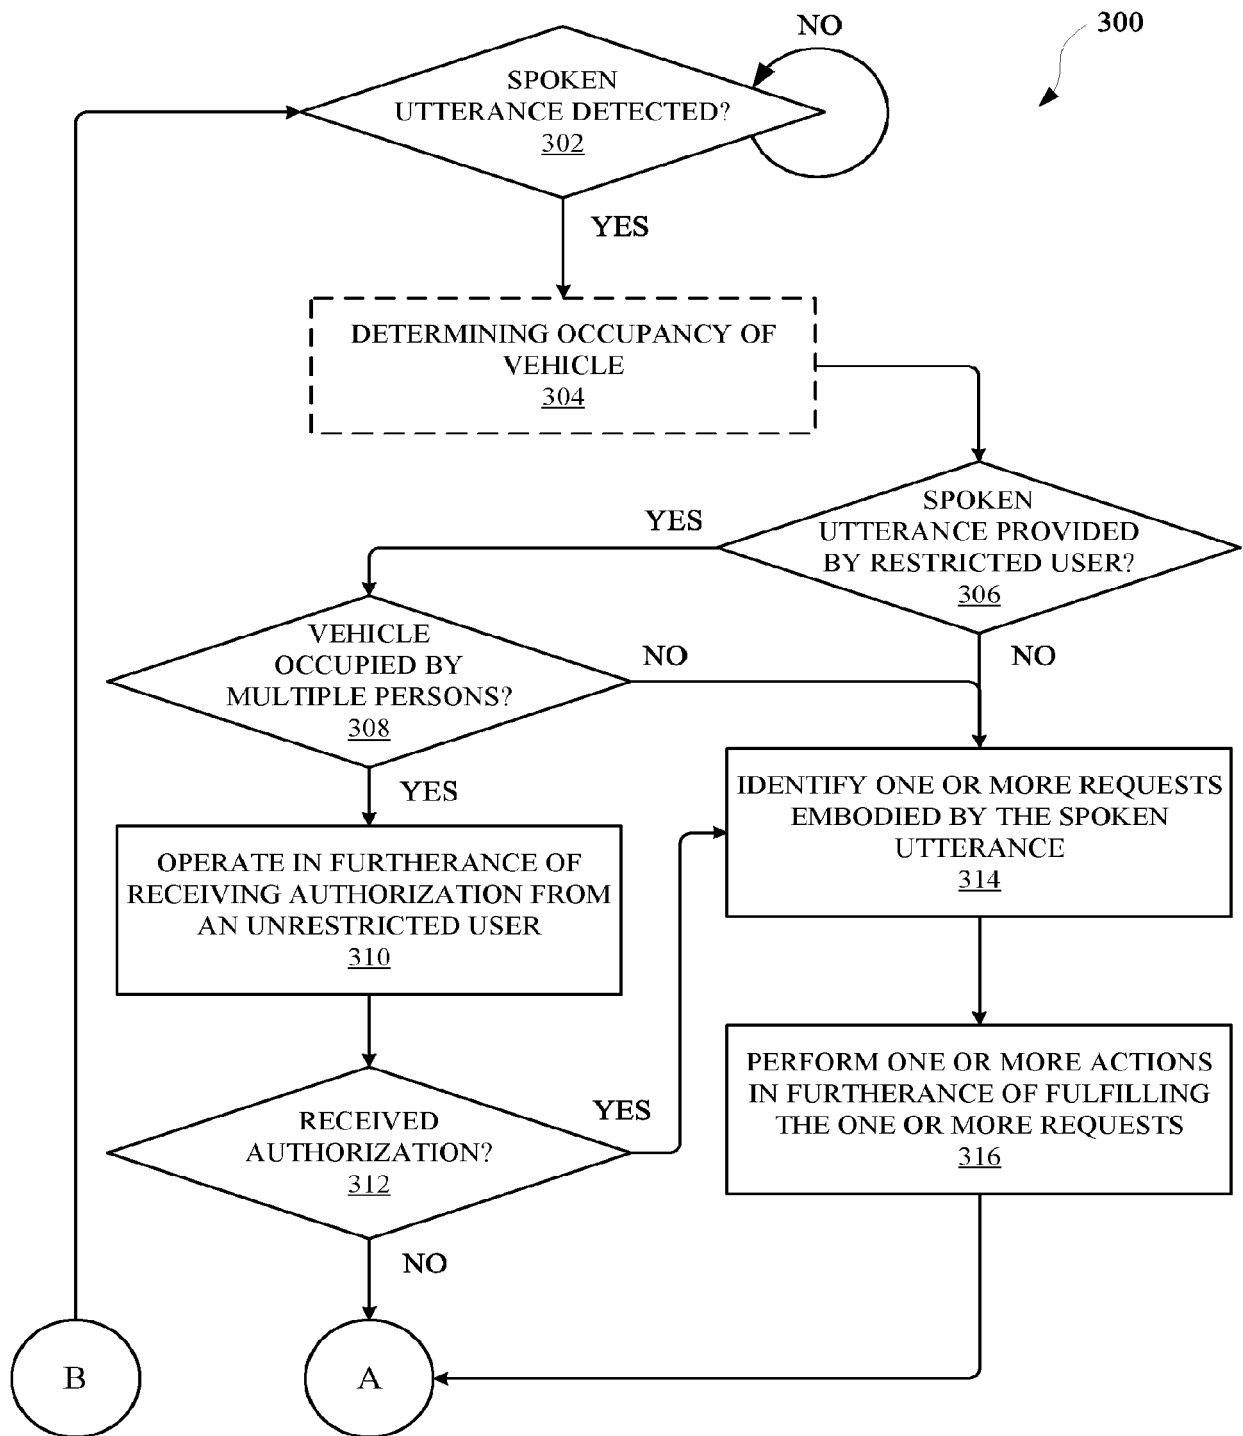 300
NO
SPOKEN
UTTERANCE DETECTED?
302
YES
DETERMINING OCCUPANCY OF
VEHICLE
304
SPOKEN
UTTERANCE PROVIDED
BY RESTRICTED USER?
306
YES
NO
VEHICLE
OCCUPIED BY
MULTIPLE PERSONS?
308
NO
YES
OPERATE IN FURTHERANCE OF
RECEIVING AUTHORIZATION FROM
AN UNRESTRICTED USER
310
IDENTIFY ONE OR MORE REQUESTS
EMBODIED BY THE SPOKEN
UTTERANCE
314
RECEIVED
AUTHORIZATION?
312
YES
NO
PERFORM ONE OR MORE ACTIONS
IN FURTHERANCE OF FULFILLING
THE ONE OR MORE REQUESTS
316
B
A